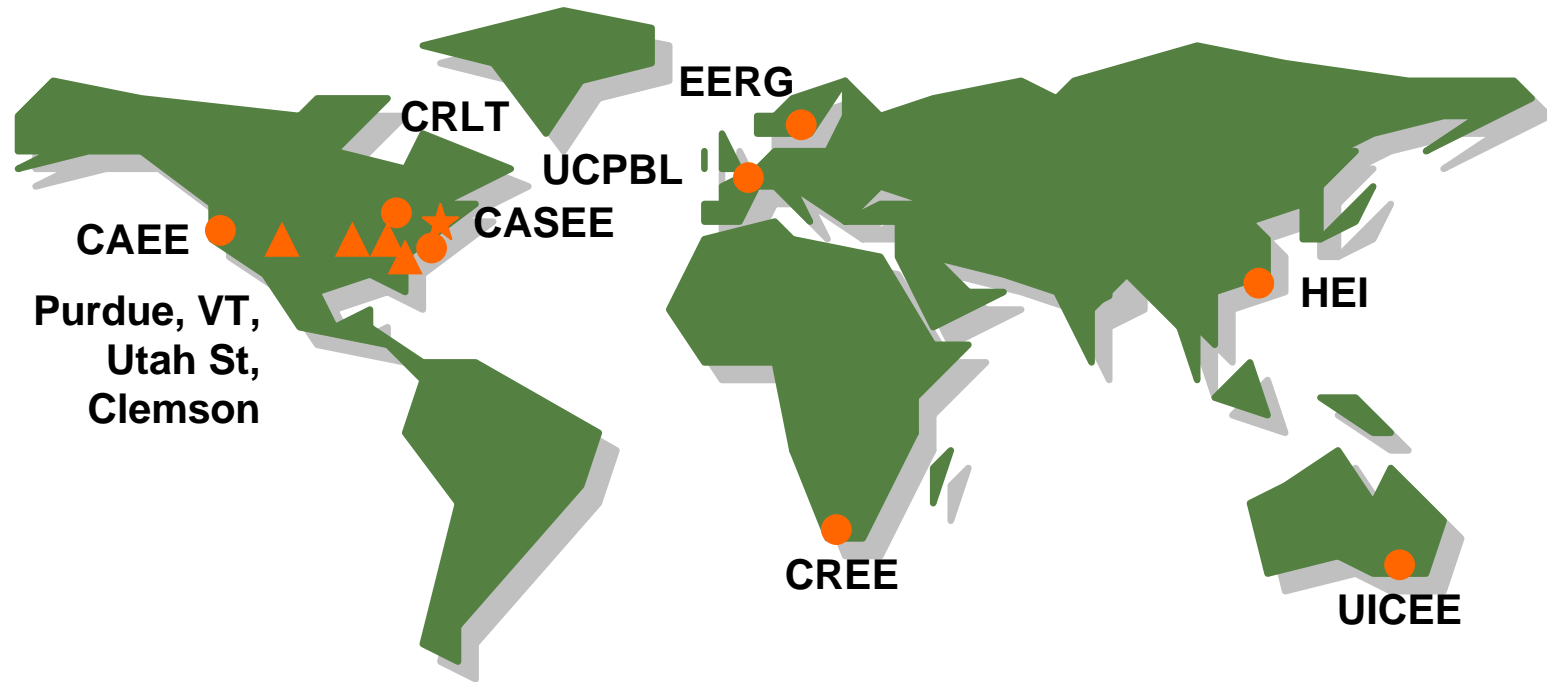 EERG
CRLT
UCPBL
CASEE
CAEE
HEI
Purdue, VT,
Utah St,
Clemson
CREE
UICEE